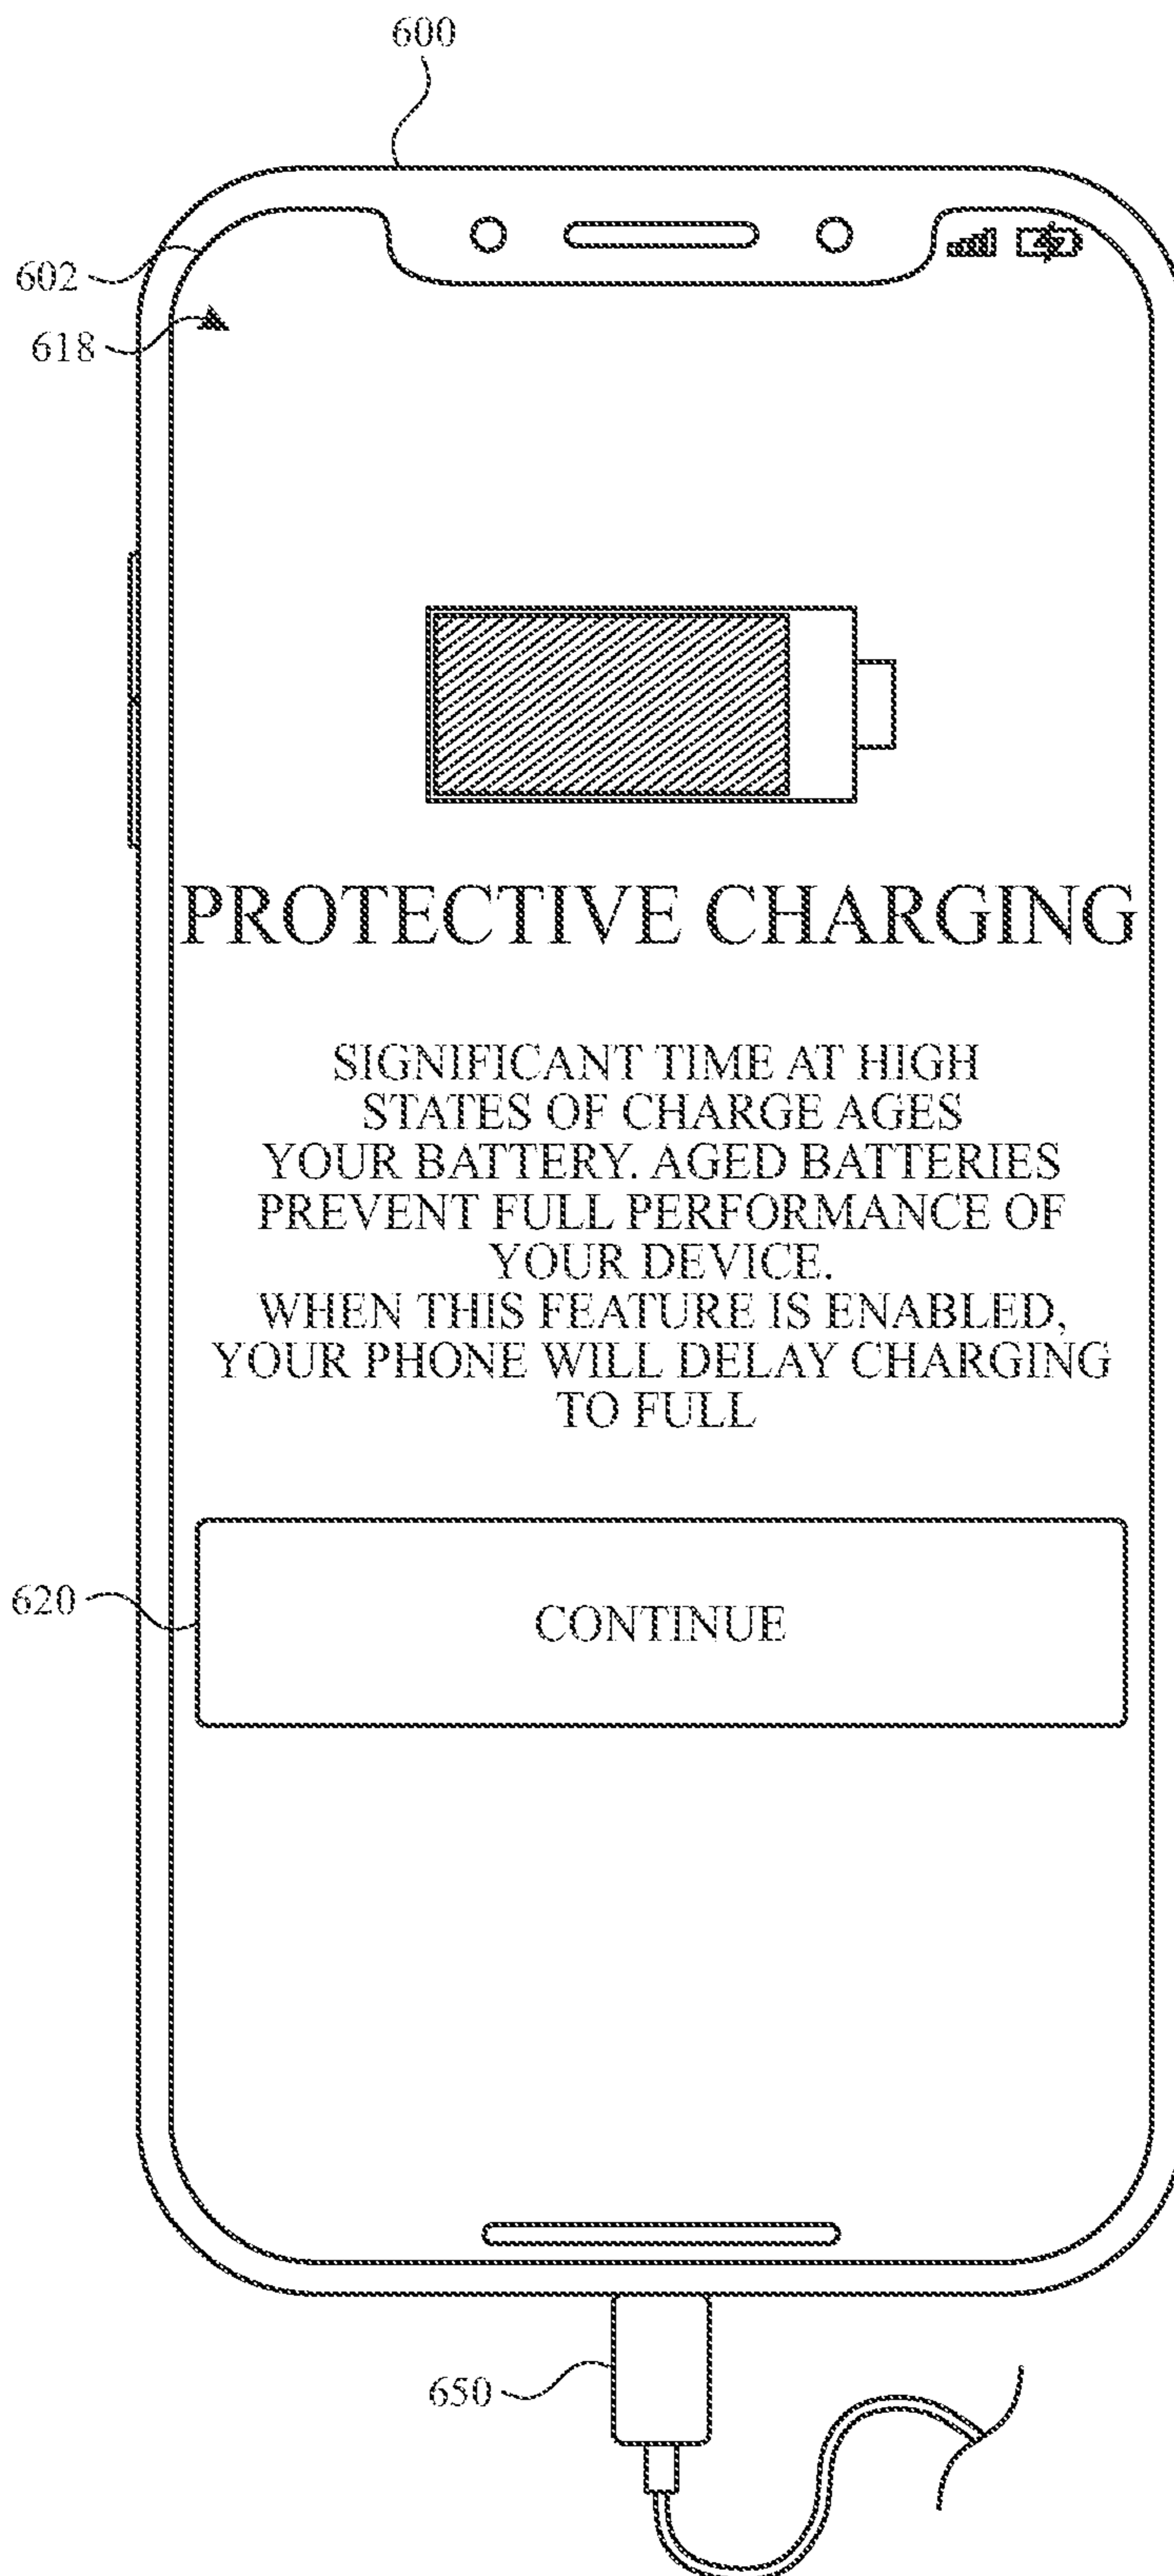 600
602
618
PROTECTIVE CHARGING
SIGNIFICANT TIME AT HIGH
STATES OF CHARGE AGES
YOUR BATTERY. AGED BATTERIES
PREVENT FULL PERFORMANCE OF
YOUR DEVICE.
WHEN THIS FEATURE IS ENABLED,
YOUR PHONE WILL DELAY CHARGING
TO FULL
620
CONTINUE
650